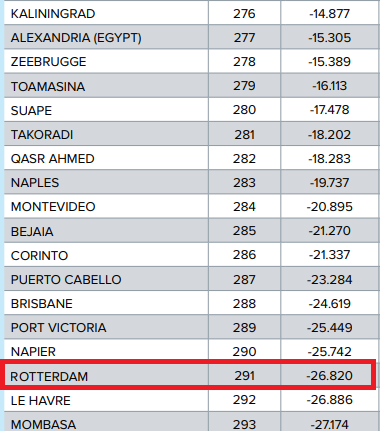 KALININGRAD 276 -14.877
ALEXANDRIA (EGYPT) 277 -15.305
ZEEBRUGGE 278 -15.389
TOAMASINA 279 -16.113
SUAPE 280 -17.478
TAKORADI 281 -18.202
QASR AHMED 282 -18.283
NAPLES 283 -19.737
MONTEVIDEO 284 -20.895
BEJAIA 285 -21.270
CORINTO 286 -21.337
PUERTO CABELLO 287 -23.284
BRISBANE 288 -24.619
PORT VICTORIA 289 -25.449
NAPIER 290 -25.742
ROTTERDAM 291 -26.820
LE HAVRE 292 -26.886
MOMBASA 293 -27.174